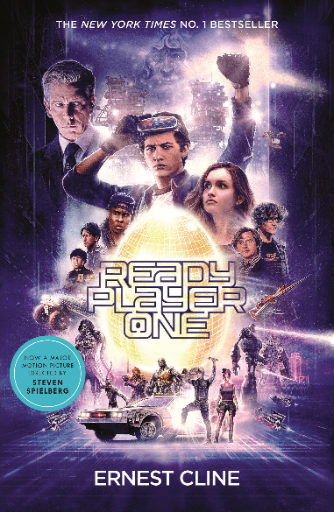 THE NEW YORK TIMES NO. 1 BESTSELLER
READY
PLAYER
ONE
NOW A MAJOR
MOTION PICTURE
DIRECTED BY
STEVEN
SPIELBERG
ERNEST CLINE